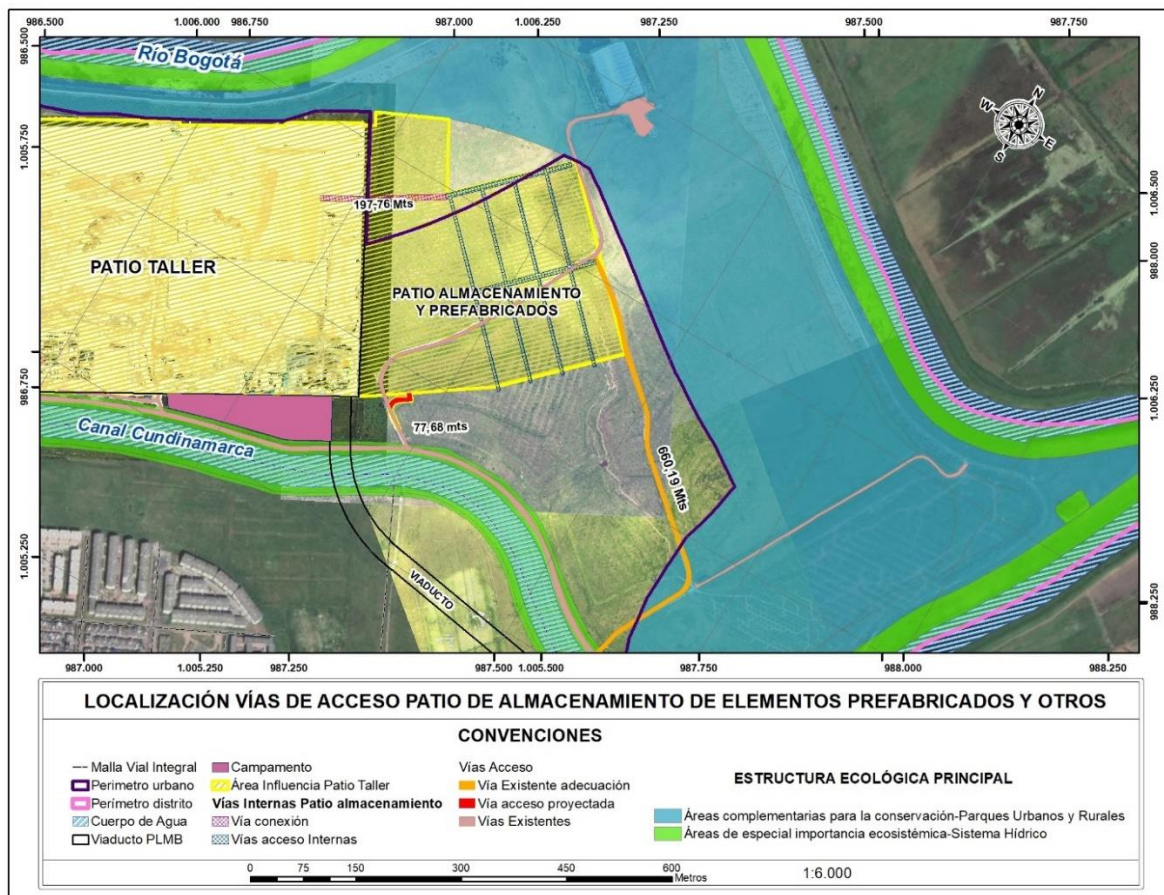 986.500 1.006.000 986.750 987.000 1.006.250 987.250 987.500 987.750
986.500
Río Bogotá
N
W
E
S
1.005.750
1.006.500
197,76 Mts
988.000
PATIO TALLER
PATIO ALMACENAMIENTO
Y PREFABRICADOS
986.750
1.006.250
Canal Cundinamarca
77,68 mts
660,19 Mts
1.005.250
VIADUCTO
988.250
987.000 1.005.250 987.250 987.500 1.005.500 987.750 988.000 988.250
LOCALIZACIÓN VÍAS DE ACCESO PATIO DE ALMACENAMIENTO DE ELEMENTOS PREFABRICADOS Y OTROS
CONVENCIONES
Malla Vial Integral
Perimetro urbano
Perímetro distrito
Cuerpo de Agua
Viaducto PLMB
Campamento
Área Influencia Patio Taller
Vías Internas Patio almacenamiento
Vía conexión
Vías acceso Internas
Vías Acceso
Vía Existente adecuación
Vía acceso proyectada
Vías Existentes
ESTRUCTURA ECOLÓGICA PRINCIPAL
Áreas complementarias para la conservación-Parques Urbanos y Rurales
Áreas de especial importancia ecosistémica-Sistema Hídrico
0 75 150 300 450 600
Metros
1:6.000